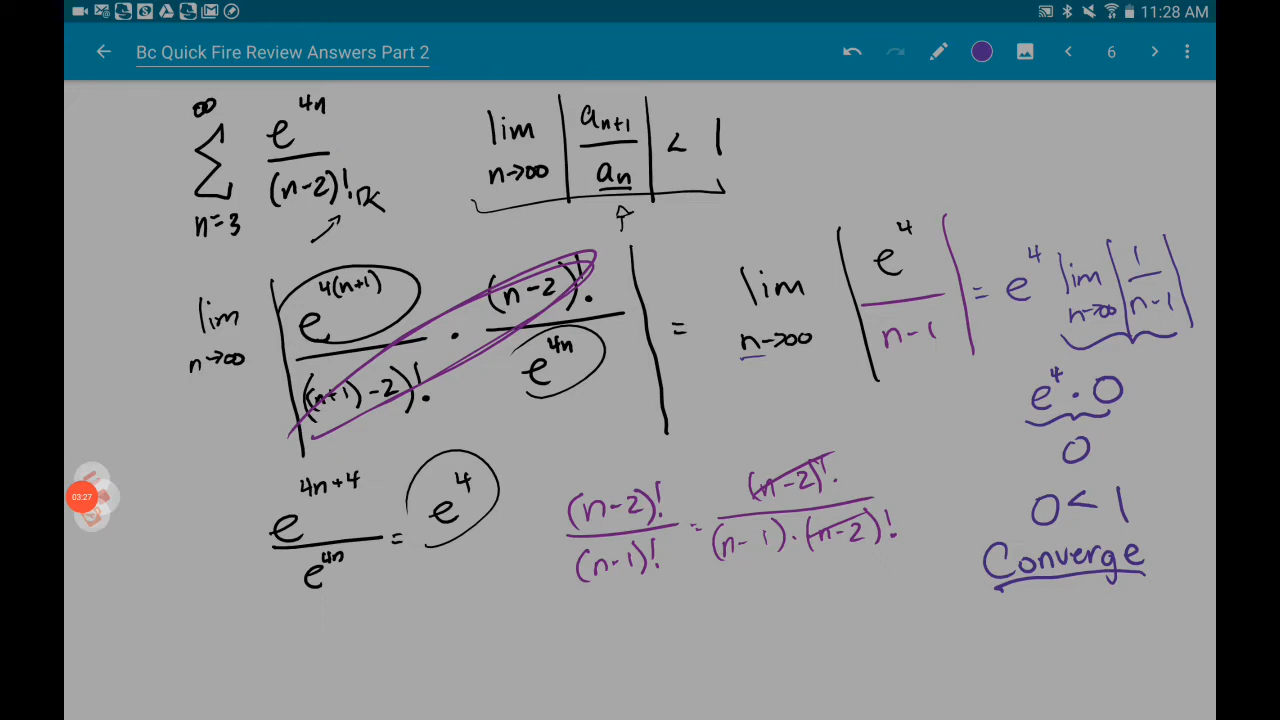 11:28 AM
Bc Quick Fire Review Answers Part 2
6
∞ ∑ n=3 e^{4n} / (n-2)!
lim n→∞ | a_{n+1} / a_n | < 1
lim n→∞ | e^{4(n+1)} / ((n+1)-2)! · (n-2)! / e^{4n} | = lim n→∞ | e^4 / n-1 | = e^4 lim n→∞ | 1 / n-1 |
e^4 · 0
0
0 < 1
Converge
e^{4n+4} / e^{4n} = e^4
(n-2)! / (n-1)! = (n-2)! / (n-1)·(n-2)!
03:27